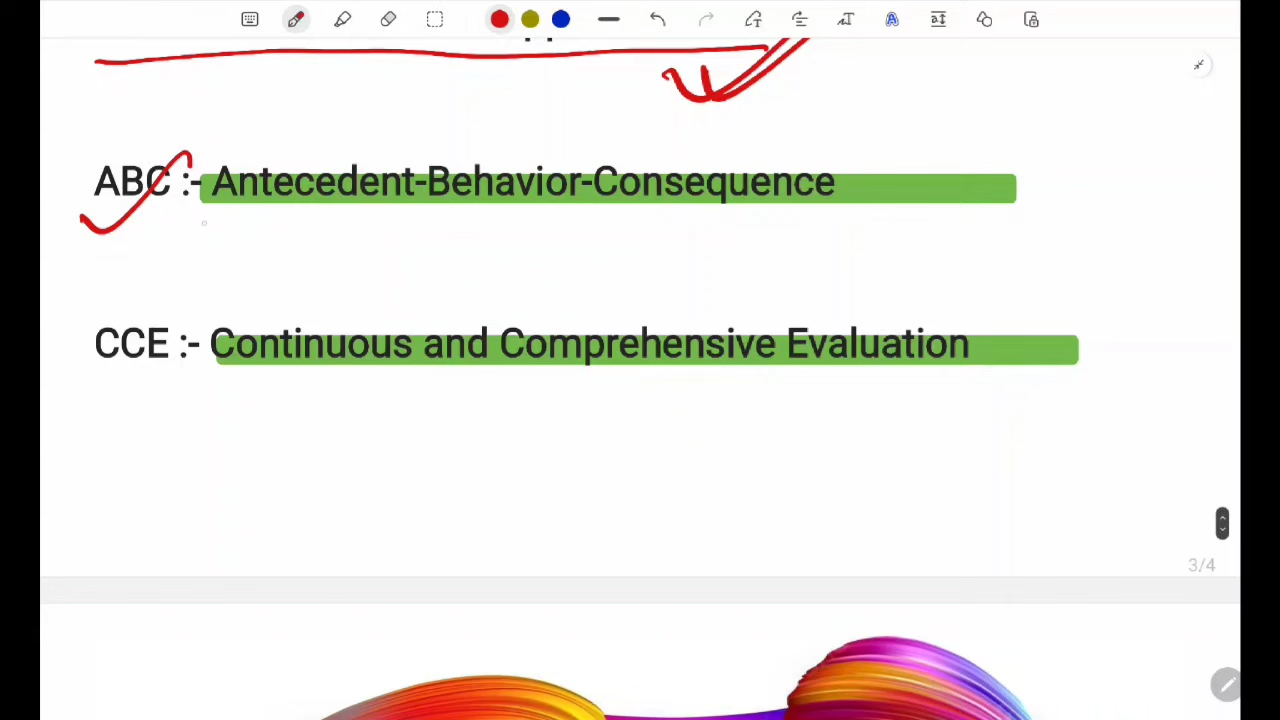 ABC :- Antecedent-Behavior-Consequence
CCE :- Continuous and Comprehensive Evaluation
3/4